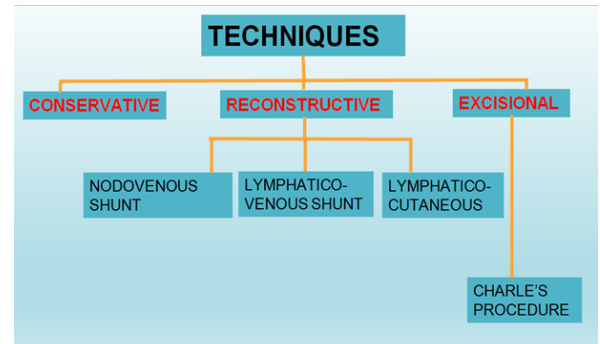 TECHNIQUES
CONSERVATIVE
RECONSTRUCTIVE
EXCISIONAL
NODOVENOUS
SHUNT
LYMPHATICO-
VENOUS SHUNT
LYMPHATICO-
CUTANEOUS
CHARLE'S
PROCEDURE